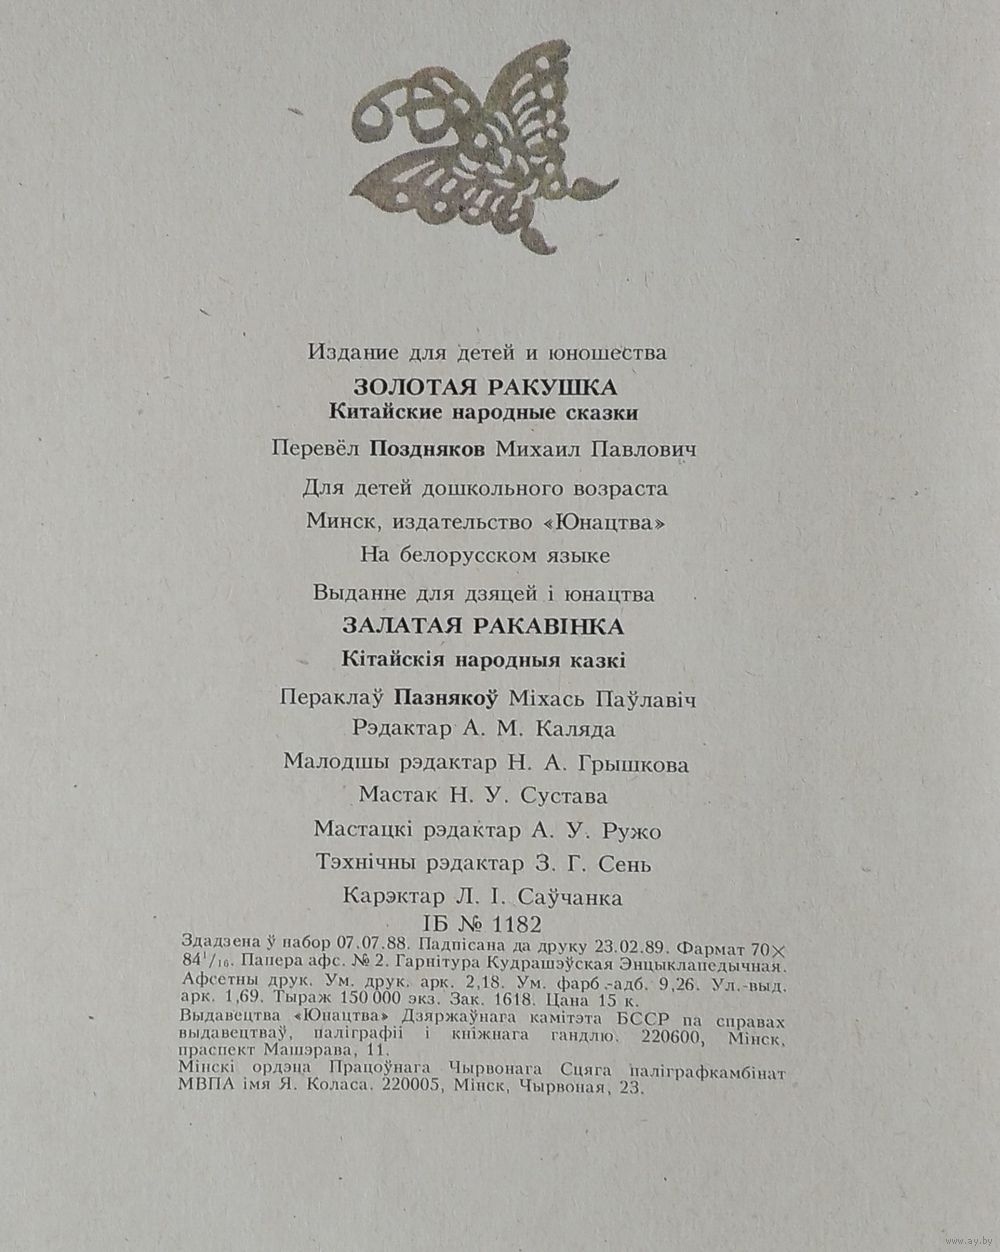 Издание для детей и юношества
ЗОЛОТАЯ РАКУШКА
Китайские народные сказки
Перевёл Поздняков Михаил Павлович
Для детей дошкольного возраста
Минск, издательство «Юнацтва»
На белорусском языке
Выданне для дзяцей і юнацтва
ЗАЛАТАЯ РАКАВІНКА
Кітайскія народныя казкі
Пераклаў Пазнякоў Міхась Паўлавіч
Рэдактар А. М. Каляда
Малодшы рэдактар Н. А. Грышкова
Мастак Н. У. Сустава
Мастацкі рэдактар А. У. Ружо
Тэхнічны рэдактар З. Г. Сень
Карэктар Л. І. Саўчанка
ІБ № 1182
Здадзена ў набор 07.07.88. Падпісана да друку 23.02.89. Фармат 70×
84¹/₁₆. Папера афс. № 2. Гарнітура Кудрашэўская Энцыклапедычная.
Афсетны друк. Ум. друк. арк. 2,18. Ум. фарб.-адб. 9,26. Ул.-выд.
арк. 1,69. Тыраж 150 000 экз. Зак. 1618. Цана 15 к.
Выдавецтва «Юнацтва» Дзяржаўнага камітэта БССР па справах
выдавецтваў, паліграфіі і кніжнага гандлю. 220600, Мінск,
праспект Машэрава, 11.
Мінскі ордэна Працоўнага Чырвонага Сцяга паліграфкамбінат
МВПА імя Я. Коласа. 220005, Мінск, Чырвоная, 23.
www.ay.by